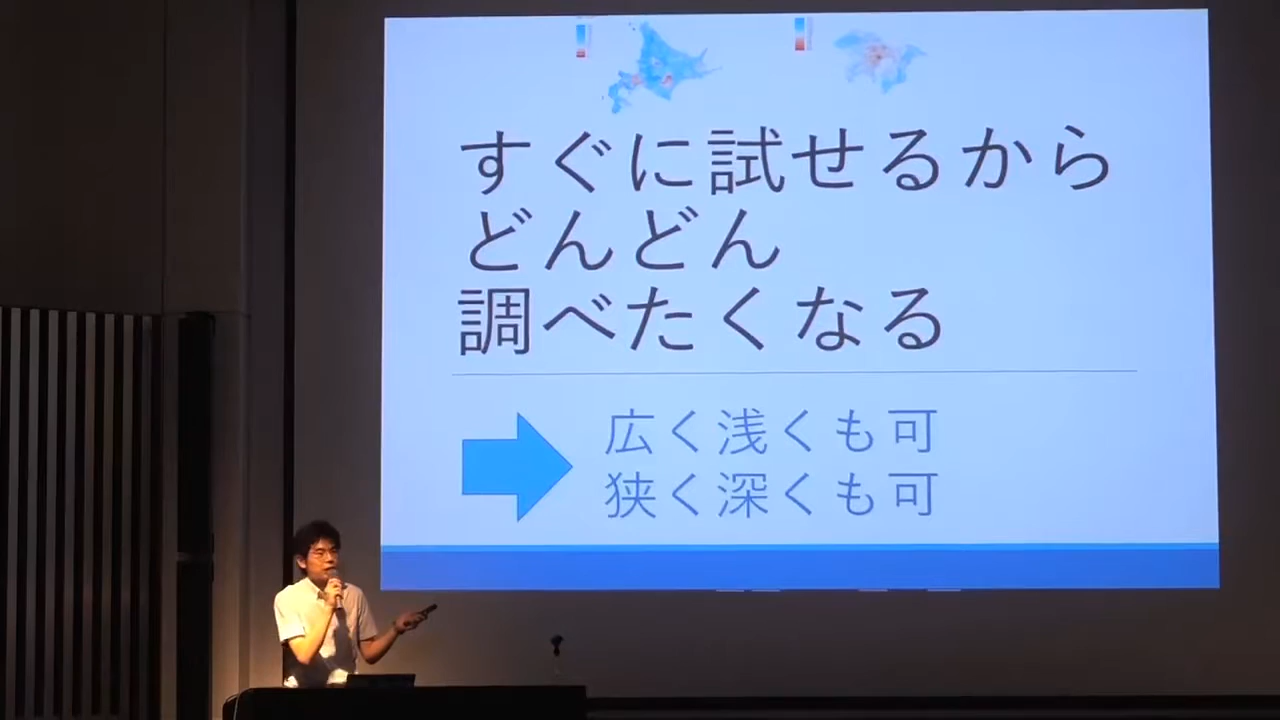 すぐに試せるから
どんどん
調べたくなる
広く浅くも可
狭く深くも可